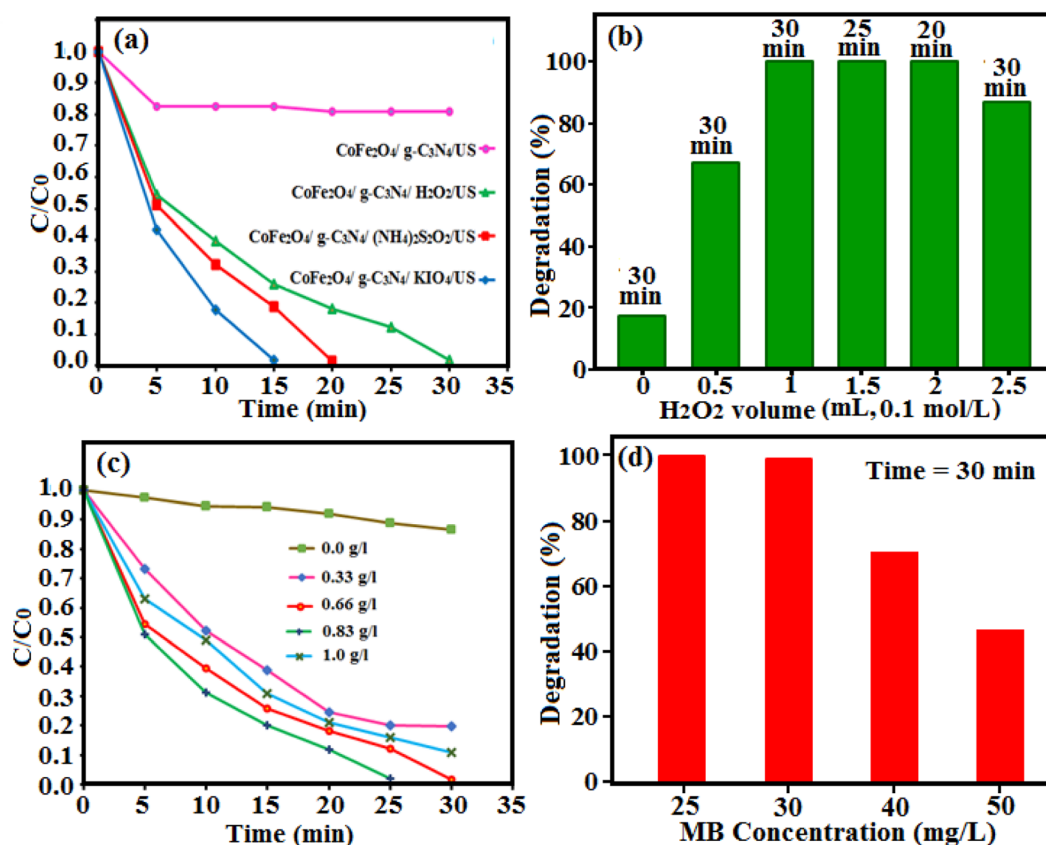 (a)
1.0
0.9
0.8
0.7
0.6
0.5
0.4
0.3
0.2
0.1
0.0
C/C0
CoFe2O4/ g-C3N4/US
CoFe2O4/ g-C3N4/ H2O2/US
CoFe2O4/ g-C3N4/ (NH4)2S2O2/US
CoFe2O4/ g-C3N4/ KIO4/US
0 5 10 15 20 25 30 35
Time (min)
(b)
30 min
30 min
30 min
25 min
20 min
30 min
100
80
60
40
20
0
Degradation (%)
0 0.5 1 1.5 2 2.5
H2O2 volume (mL, 0.1 mol/L)
(c)
1.0
0.9
0.8
0.7
0.6
0.5
0.4
0.3
0.2
0.1
0.0
C/C0
0.0 g/l
0.33 g/l
0.66 g/l
0.83 g/l
1.0 g/l
0 5 10 15 20 25 30 35
Time (min)
(d)
Time = 30 min
100
80
60
40
20
0
Degradation (%)
25 30 40 50
MB Concentration (mg/L)